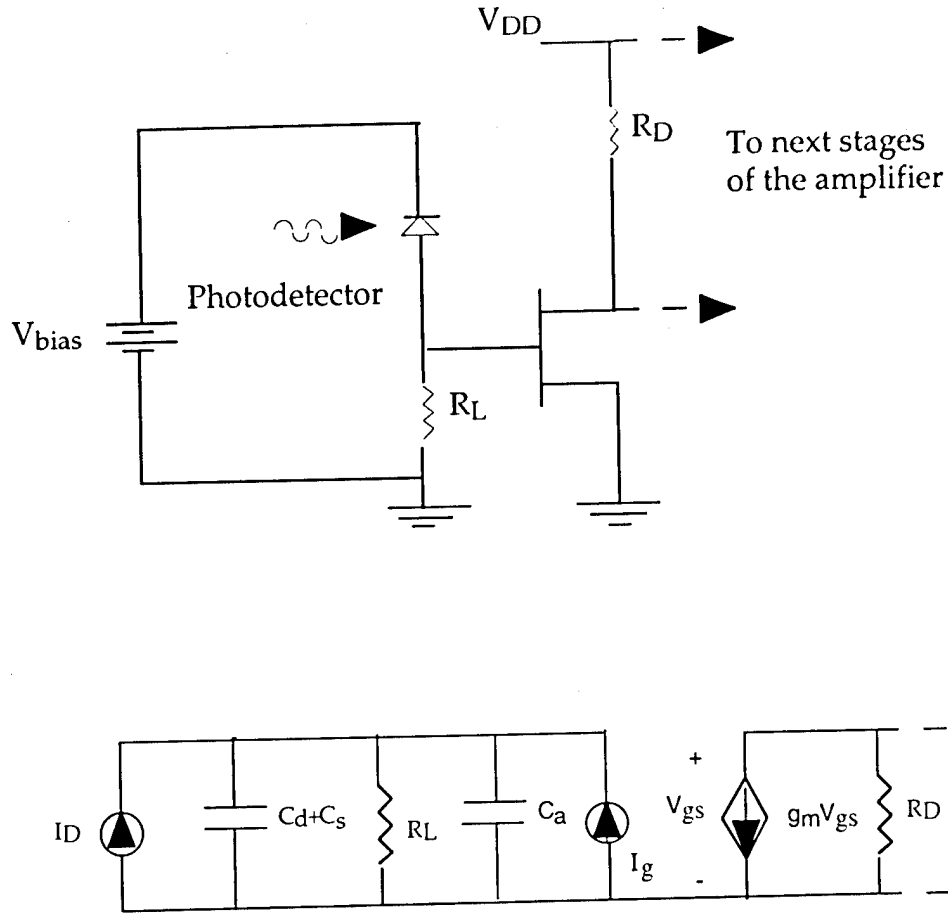 V_DD
R_D
To next stages
of the amplifier
Photodetector
V_bias
R_L
I_D
C_d+C_s
R_L
C_a
I_g
+
V_gs
-
g_mV_gs
R_D